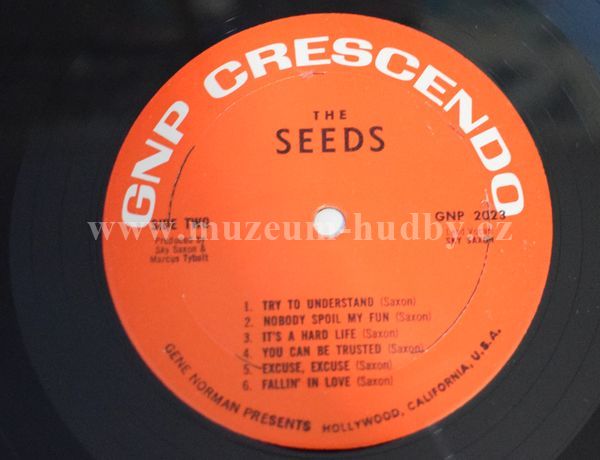 GNP CRESCENDO
THE
SEEDS
SIDE TWO
Produced by
Sky Saxon &
Marcus Tybalt
GNP 2023
SKY SAXON
www.muzeum-hudby.cz
1. TRY TO UNDERSTAND (Saxon)
2. NOBODY SPOIL MY FUN (Saxon)
3. IT'S A HARD LIFE (Saxon)
4. YOU CAN BE TRUSTED (Saxon)
5. EXCUSE, EXCUSE (Saxon)
6. FALLIN' IN LOVE (Saxon)
GENE NORMAN PRESENTS HOLLYWOOD, CALIFORNIA, U.S.A.